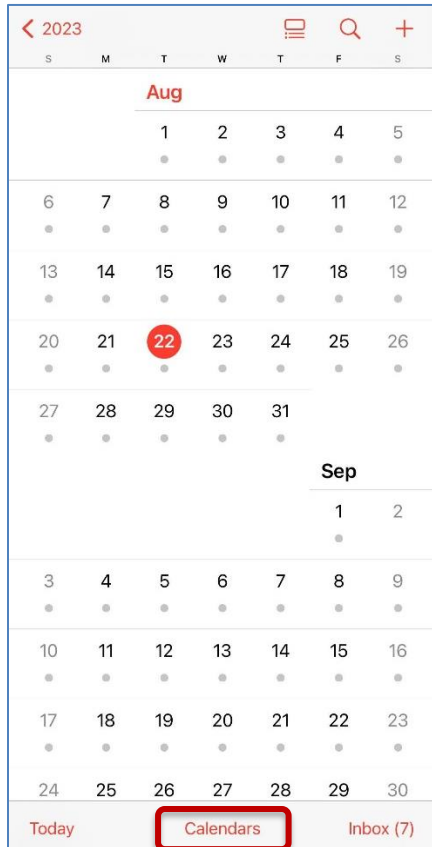 2023
S M T W T F S
Aug
1 2 3 4 5
6 7 8 9 10 11 12
13 14 15 16 17 18 19
20 21 22 23 24 25 26
27 28 29 30 31
Sep
1 2
3 4 5 6 7 8 9
10 11 12 13 14 15 16
17 18 19 20 21 22 23
24 25 26 27 28 29 30
Today Calendars Inbox (7)